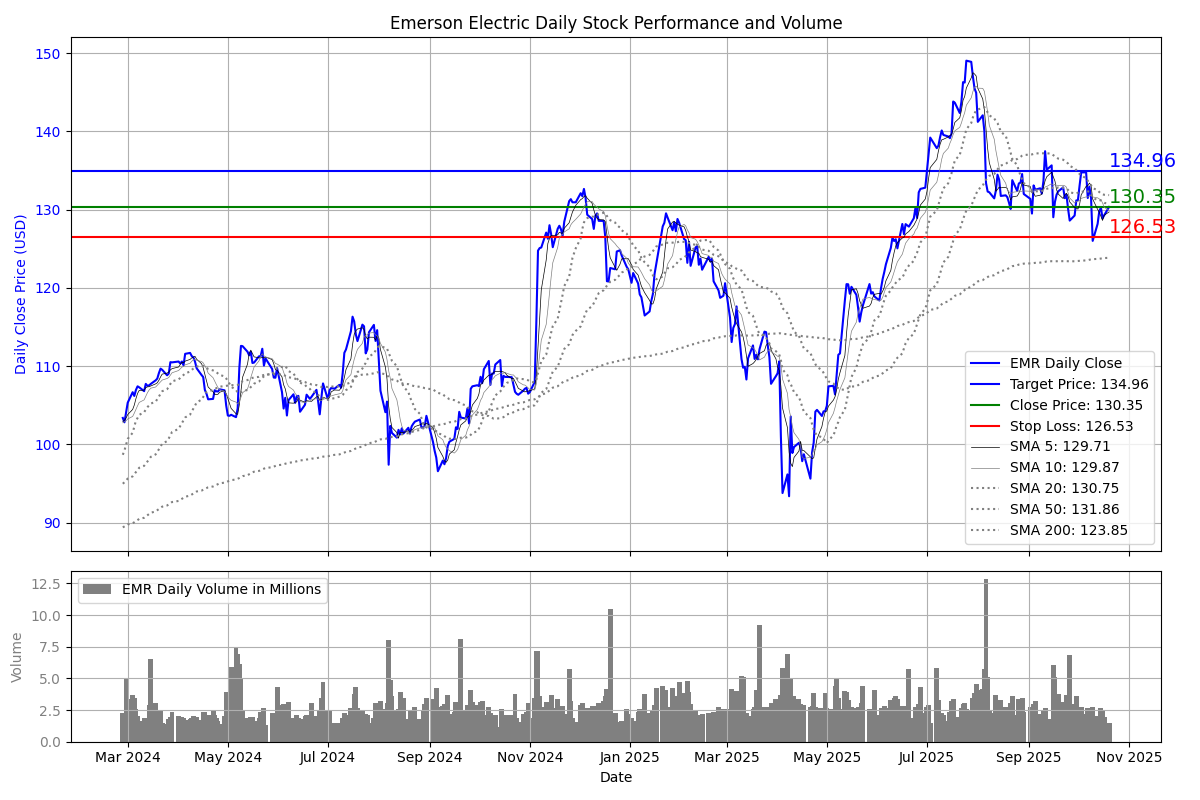 Emerson Electric Daily Stock Performance and Volume
Daily Close Price (USD)
150
140
130
120
110
100
90
134.96
130.35
126.53
EMR Daily Close
Target Price: 134.96
Close Price: 130.35
Stop Loss: 126.53
SMA 5: 129.71
SMA 10: 129.87
SMA 20: 130.75
SMA 50: 131.86
SMA 200: 123.85
Volume
12.5
10.0
7.5
5.0
2.5
0.0
EMR Daily Volume in Millions
Mar 2024 May 2024 Jul 2024 Sep 2024 Nov 2024 Jan 2025 Mar 2025 May 2025 Jul 2025 Sep 2025 Nov 2025
Date